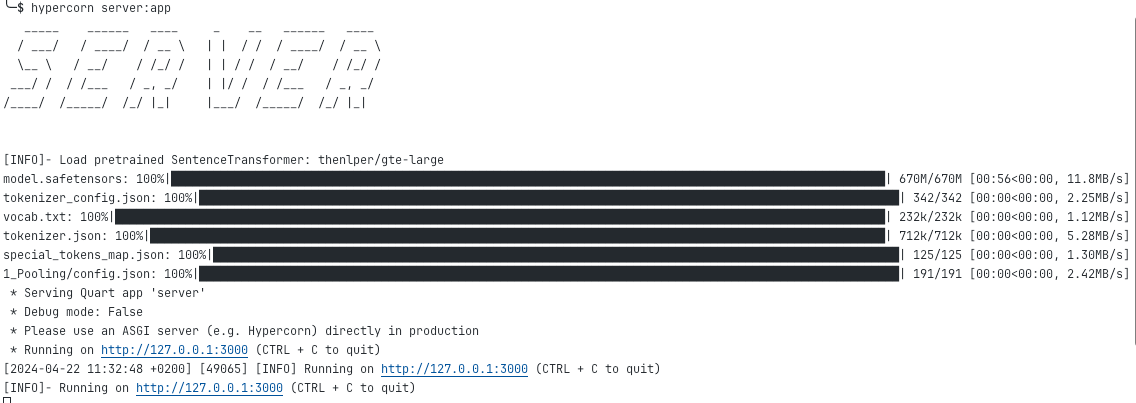 ╰─$ hypercorn server:app
   _____    ______   ____     _    __   ______   ____
  / ___/   / ____/  / __ \   | |  / /  / ____/  / __ \
  \__ \   / __/    / /_/ /   | | / /  / __/    / /_/ /
 ___/ /  / /___   / _, _/    | |/ /  / /___   / _, _/
/____/  /_____/  /_/ |_|     |___/  /_____/  /_/ |_|
[INFO]- Load pretrained SentenceTransformer: thenlper/gte-large
model.safetensors: 100%|██████████| 670M/670M [00:56<00:00, 11.8MB/s]
tokenizer_config.json: 100%|██████████| 342/342 [00:00<00:00, 2.25MB/s]
vocab.txt: 100%|██████████| 232k/232k [00:00<00:00, 1.12MB/s]
tokenizer.json: 100%|██████████| 712k/712k [00:00<00:00, 5.28MB/s]
special_tokens_map.json: 100%|██████████| 125/125 [00:00<00:00, 1.30MB/s]
1_Pooling/config.json: 100%|██████████| 191/191 [00:00<00:00, 2.42MB/s]
 * Serving Quart app 'server'
 * Debug mode: False
 * Please use an ASGI server (e.g. Hypercorn) directly in production
 * Running on http://127.0.0.1:3000 (CTRL + C to quit)
[2024-04-22 11:32:48 +0200] [49065] [INFO] Running on http://127.0.0.1:3000 (CTRL + C to quit)
[INFO]- Running on http://127.0.0.1:3000 (CTRL + C to quit)